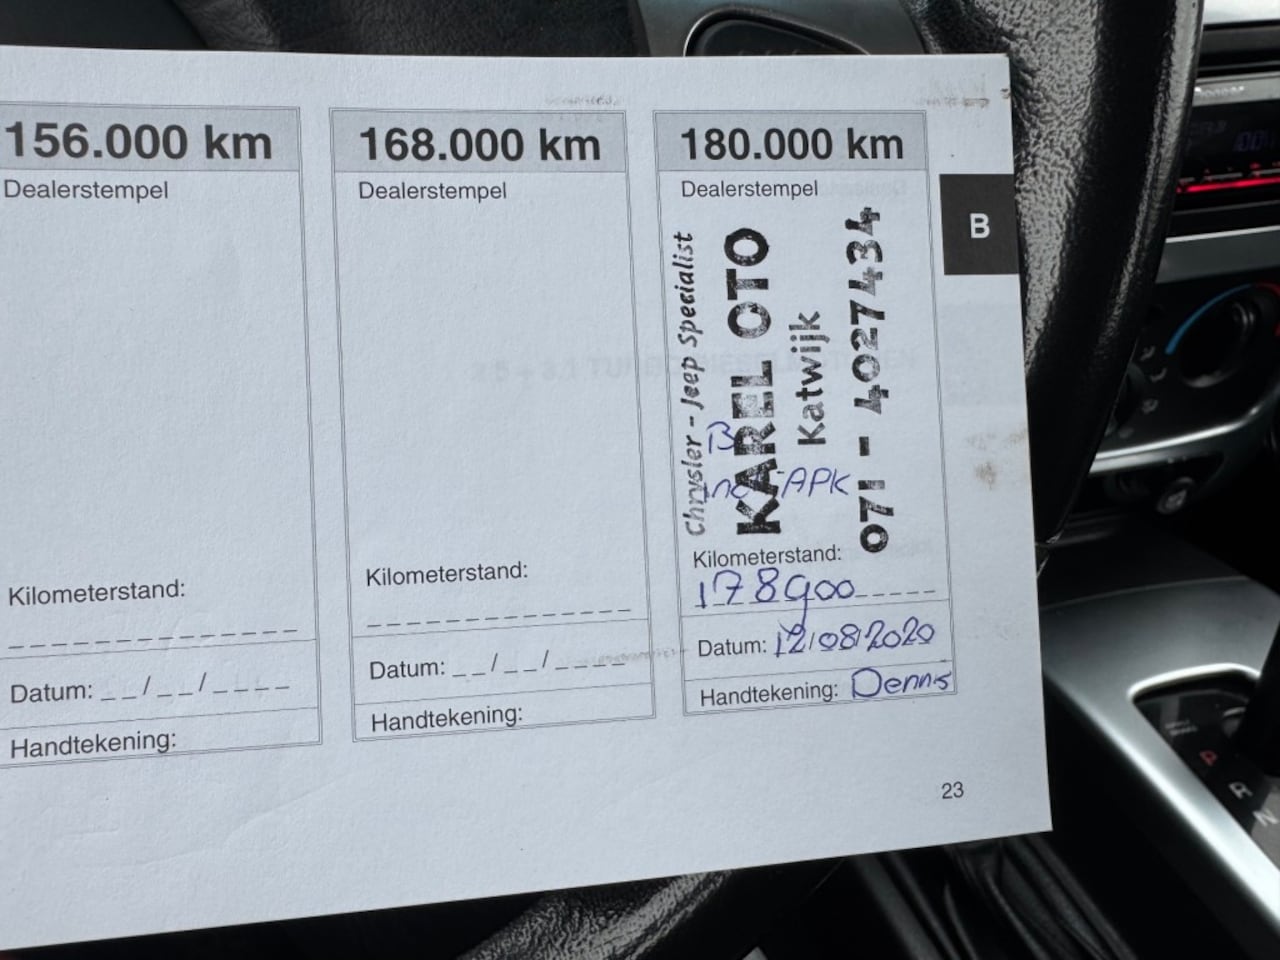 156.000 km
Dealerstempel
Kilometerstand:
Datum: __/__/____
Handtekening:
168.000 km
Dealerstempel
Kilometerstand:
Datum: __/__/____
Handtekening:
180.000 km
Dealerstempel
Chrysler - Jeep Specialist
KAREL OTO
Katwijk
071 - 4027434
B
APK
Kilometerstand:
178900
Datum: 12/08/2020
Handtekening: Dennis
B
23
P
R
N